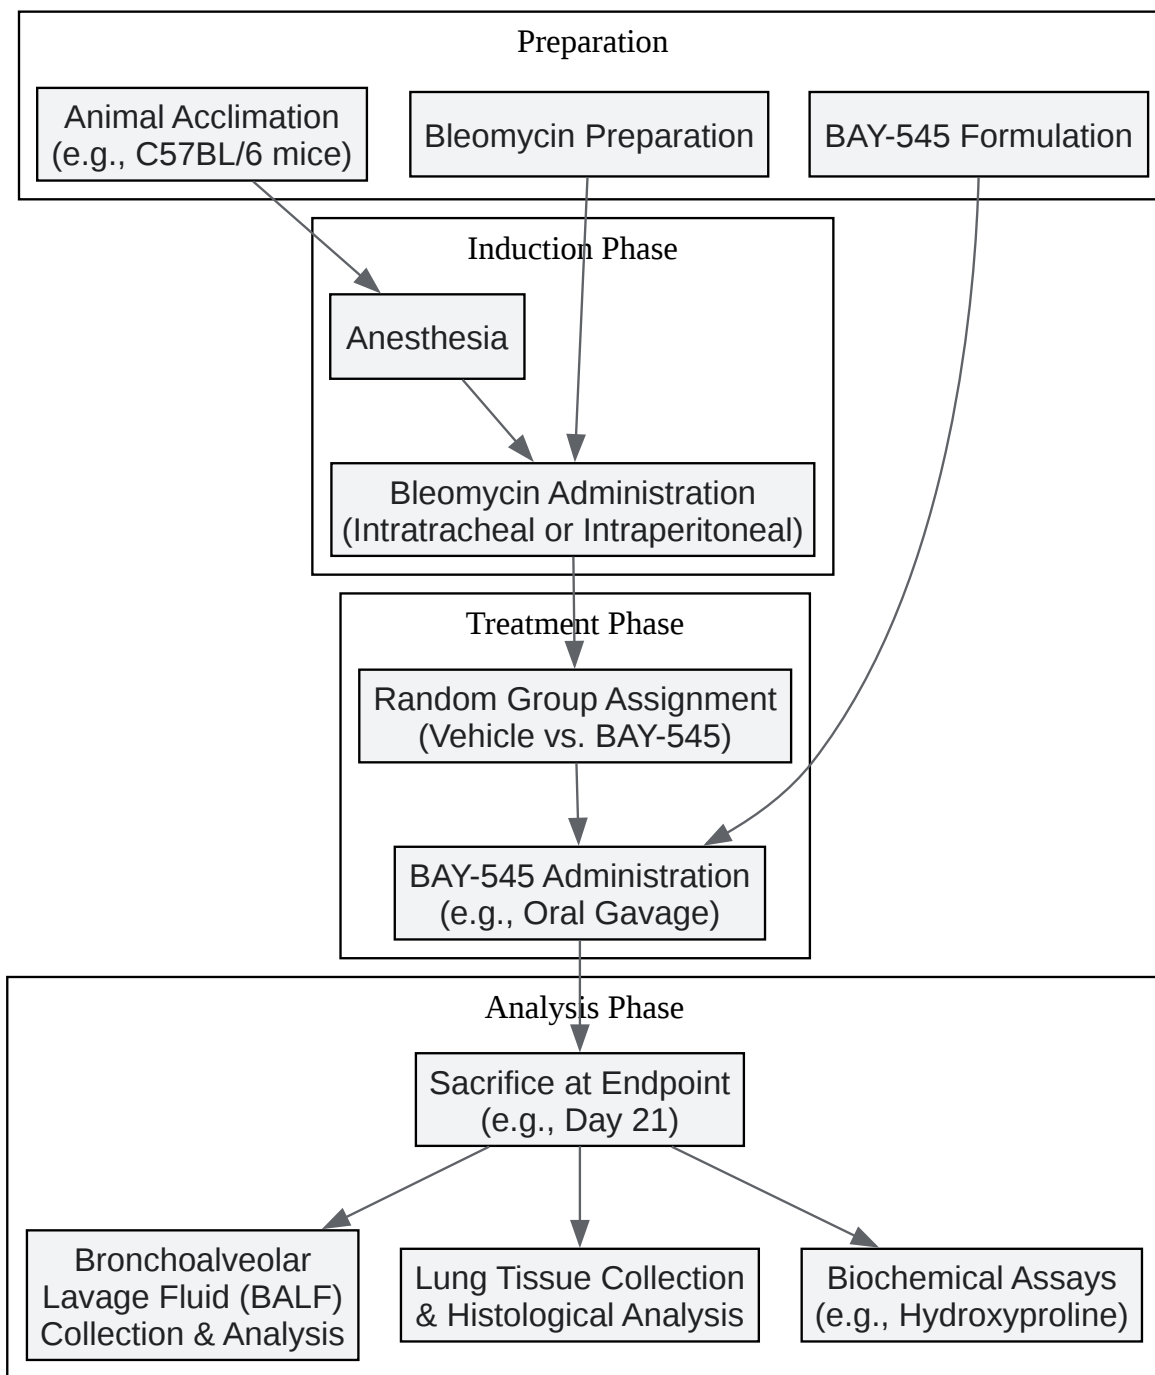 Preparation
Animal Acclimation
(e.g., C57BL/6 mice)
Bleomycin Preparation
BAY-545 Formulation
Induction Phase
Anesthesia
Bleomycin Administration
(Intratracheal or Intraperitoneal)
Treatment Phase
Random Group Assignment
(Vehicle vs. BAY-545)
BAY-545 Administration
(e.g., Oral Gavage)
Analysis Phase
Sacrifice at Endpoint
(e.g., Day 21)
Bronchoalveolar
Lavage Fluid (BALF)
Collection & Analysis
Lung Tissue Collection
& Histological Analysis
Biochemical Assays
(e.g., Hydroxyproline)